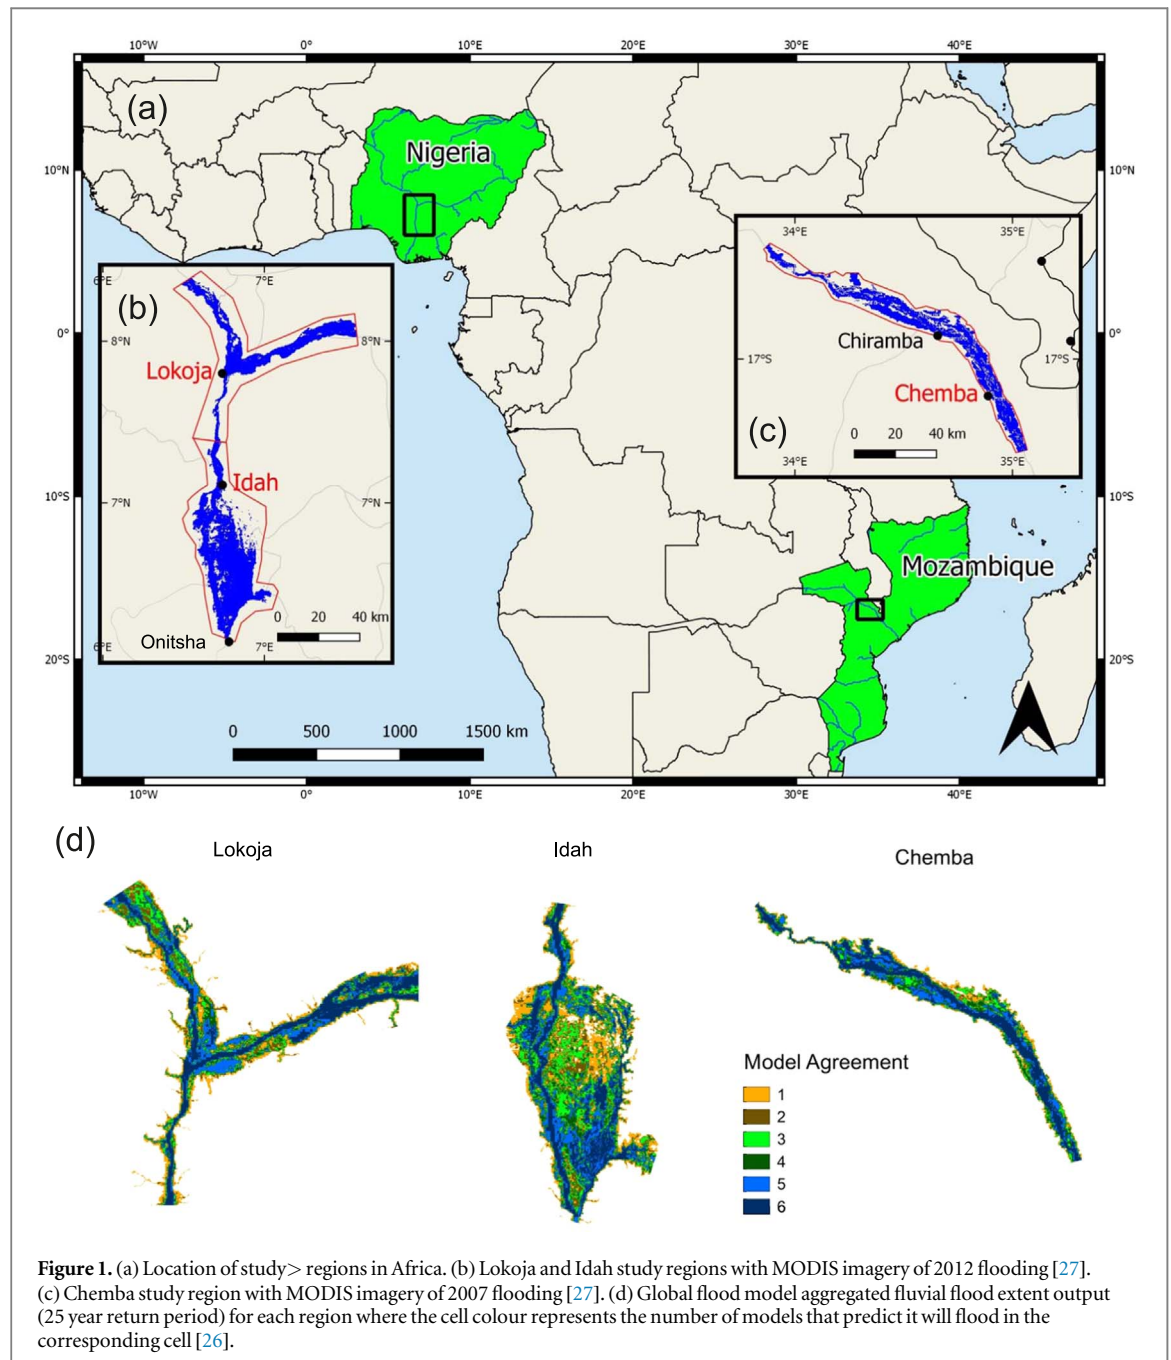 10°W 0° 10°E 20°E 30°E 40°E
(a)
Nigeria
10°N 10°N
34°E 35°E
6°E 7°E
(b)
8°N 8°N
0° 0°
Chiramba
17°S 17°S
Lokoja
Chemba
(c)
0 20 40 km
34°E 35°E
Idah
10°S 10°S
7°N 7°N
Mozambique
0 20 40 km
Onitsha
6°E 7°E
20°S 20°S
0 500 1000 1500 km
10°W 0° 10°E 20°E 30°E 40°E
(d)
Lokoja Idah Chemba
Model Agreement
1
2
3
4
5
6
Figure 1. (a) Location of study> regions in Africa. (b) Lokoja and Idah study regions with MODIS imagery of 2012 flooding [27].
(c) Chemba study region with MODIS imagery of 2007 flooding [27]. (d) Global flood model aggregated fluvial flood extent output
(25 year return period) for each region where the cell colour represents the number of models that predict it will flood in the
corresponding cell [26].